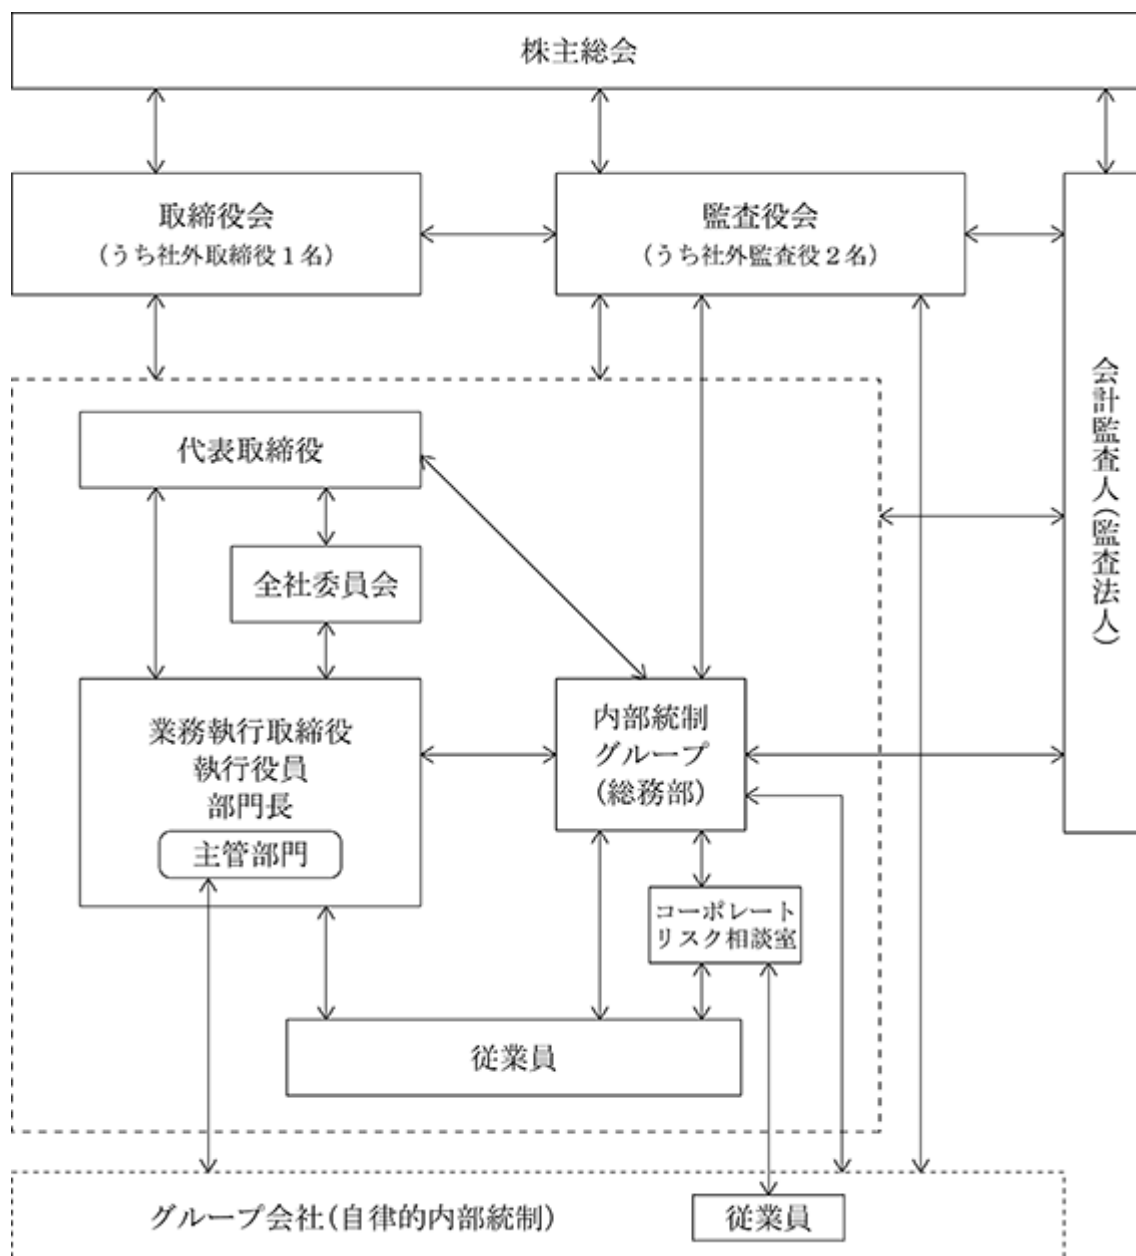 株主総会
取締役会
(うち社外取締役1名)
監査役会
(うち社外監査役2名)
会計監査人(監査法人)
代表取締役
全社委員会
業務執行取締役
執行役員
部門長
主管部門
内部統制
グループ
(総務部)
コーポレート
リスク相談室
従業員
グループ会社(自律的内部統制)
従業員